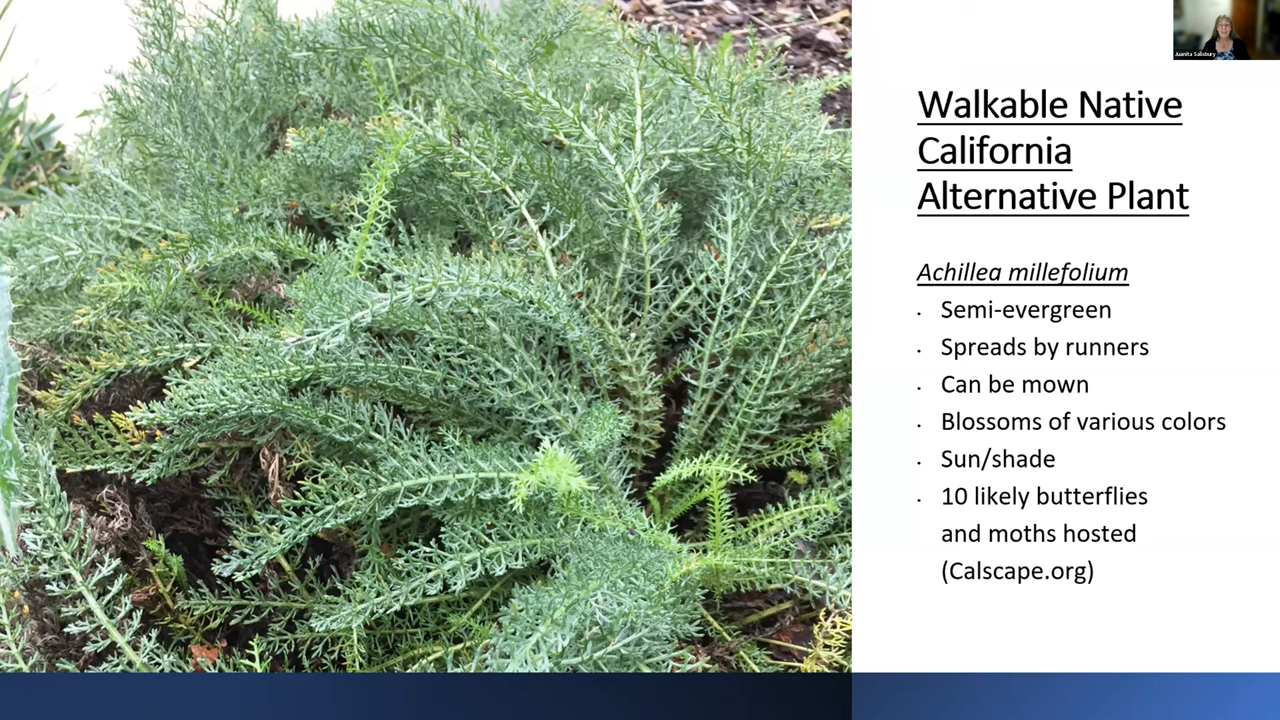 Juanita Salisbury
Walkable Native
California
Alternative Plant
Achillea millefolium
• Semi-evergreen
• Spreads by runners
• Can be mown
• Blossoms of various colors
• Sun/shade
• 10 likely butterflies
and moths hosted
(Calscape.org)